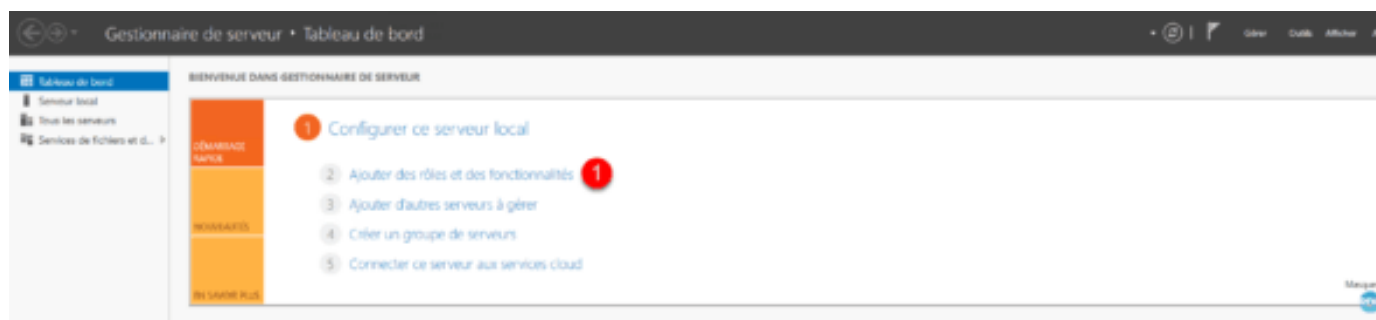 Gestionnaire de serveur • Tableau de bord
Gérer Outils Afficher
Tableau de bord
Serveur local
Tous les serveurs
Services de fichiers et d...
BIENVENUE DANS GESTIONNAIRE DE SERVEUR
DÉMARRAGE
RAPIDE
NOUVEAUTÉS
EN SAVOIR PLUS
1 Configurer ce serveur local
2 Ajouter des rôles et des fonctionnalités 1
3 Ajouter d'autres serveurs à gérer
4 Créer un groupe de serveurs
5 Connecter ce serveur aux services cloud